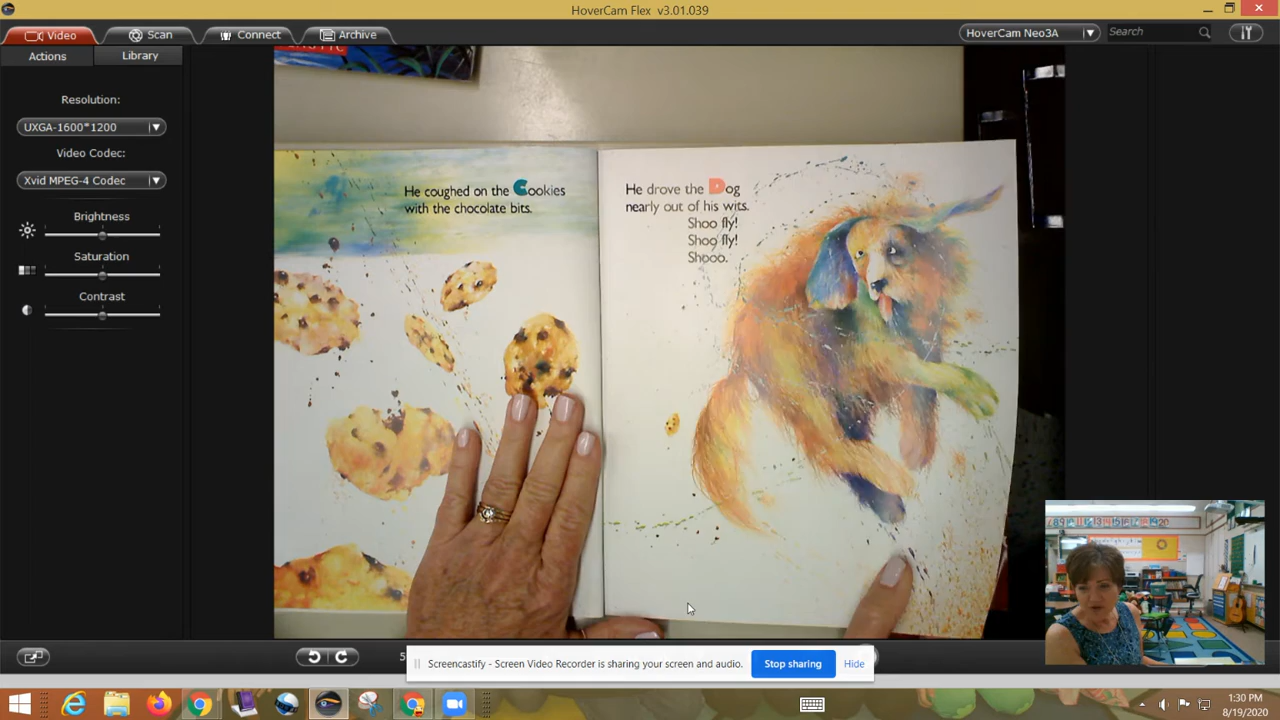 HoverCam Flex v3.01.039
Video
Scan
Connect
Archive
HoverCam Neo3A
Search
Actions
Library
Resolution:
UXGA-1600*1200
Video Codec:
Xvid MPEG-4 Codec
Brightness
Saturation
Contrast
He coughed on the Cookies
with the chocolate bits.
He drove the Dog
nearly out of his wits.
Shoo fly!
Shoo fly!
Shooo.
Screencastify - Screen Video Recorder is sharing your screen and audio.
Stop sharing
Hide
1:30 PM
8/19/2020